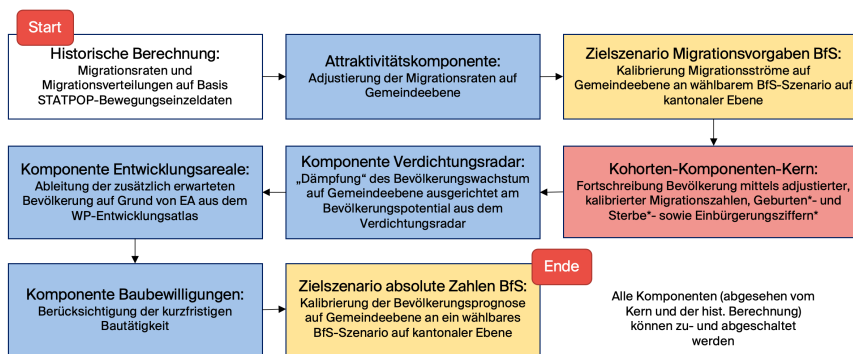 Start
Historische Berechnung:
Migrationsraten und
Migrationsverteilungen auf Basis
STATPOP-Bewegungseinzeldaten
Attraktivitätskomponente:
Adjustierung der Migrationsraten auf
Gemeindeebene
Zielszenario Migrationsvorgaben BfS:
Kalibrierung Migrationsströme auf
Gemeindeebene an wählbarem BfS-Szenario auf
kantonaler Ebene
Kohorten-Komponenten-Kern:
Fortschreibung Bevölkerung mittels adjustierter,
kalibrierter Migrationszahlen, Geburten*- und
Sterbe*- sowie Einbürgerungsziffern*
Komponente Verdichtungsradar:
„Dämpfung“ des Bevölkerungswachstum
auf Gemeindeebene ausgerichtet am
Bevölkerungspotential aus dem
Verdichtungsradar
Komponente Entwicklungsareale:
Ableitung der zusätzlich erwarteten
Bevölkerung auf Grund von EA aus dem
WP-Entwicklungsatlas
Komponente Baubewilligungen:
Berücksichtigung der kurzfristigen
Bautätigkeit
Ende
Zielszenario absolute Zahlen BfS:
Kalibrierung der Bevölkerungsprognose
auf Gemeindeebene an ein wählbares
BfS-Szenario auf kantonaler Ebene
Alle Komponenten (abgesehen vom
Kern und der hist. Berechnung)
können zu- und abgeschaltet
werden